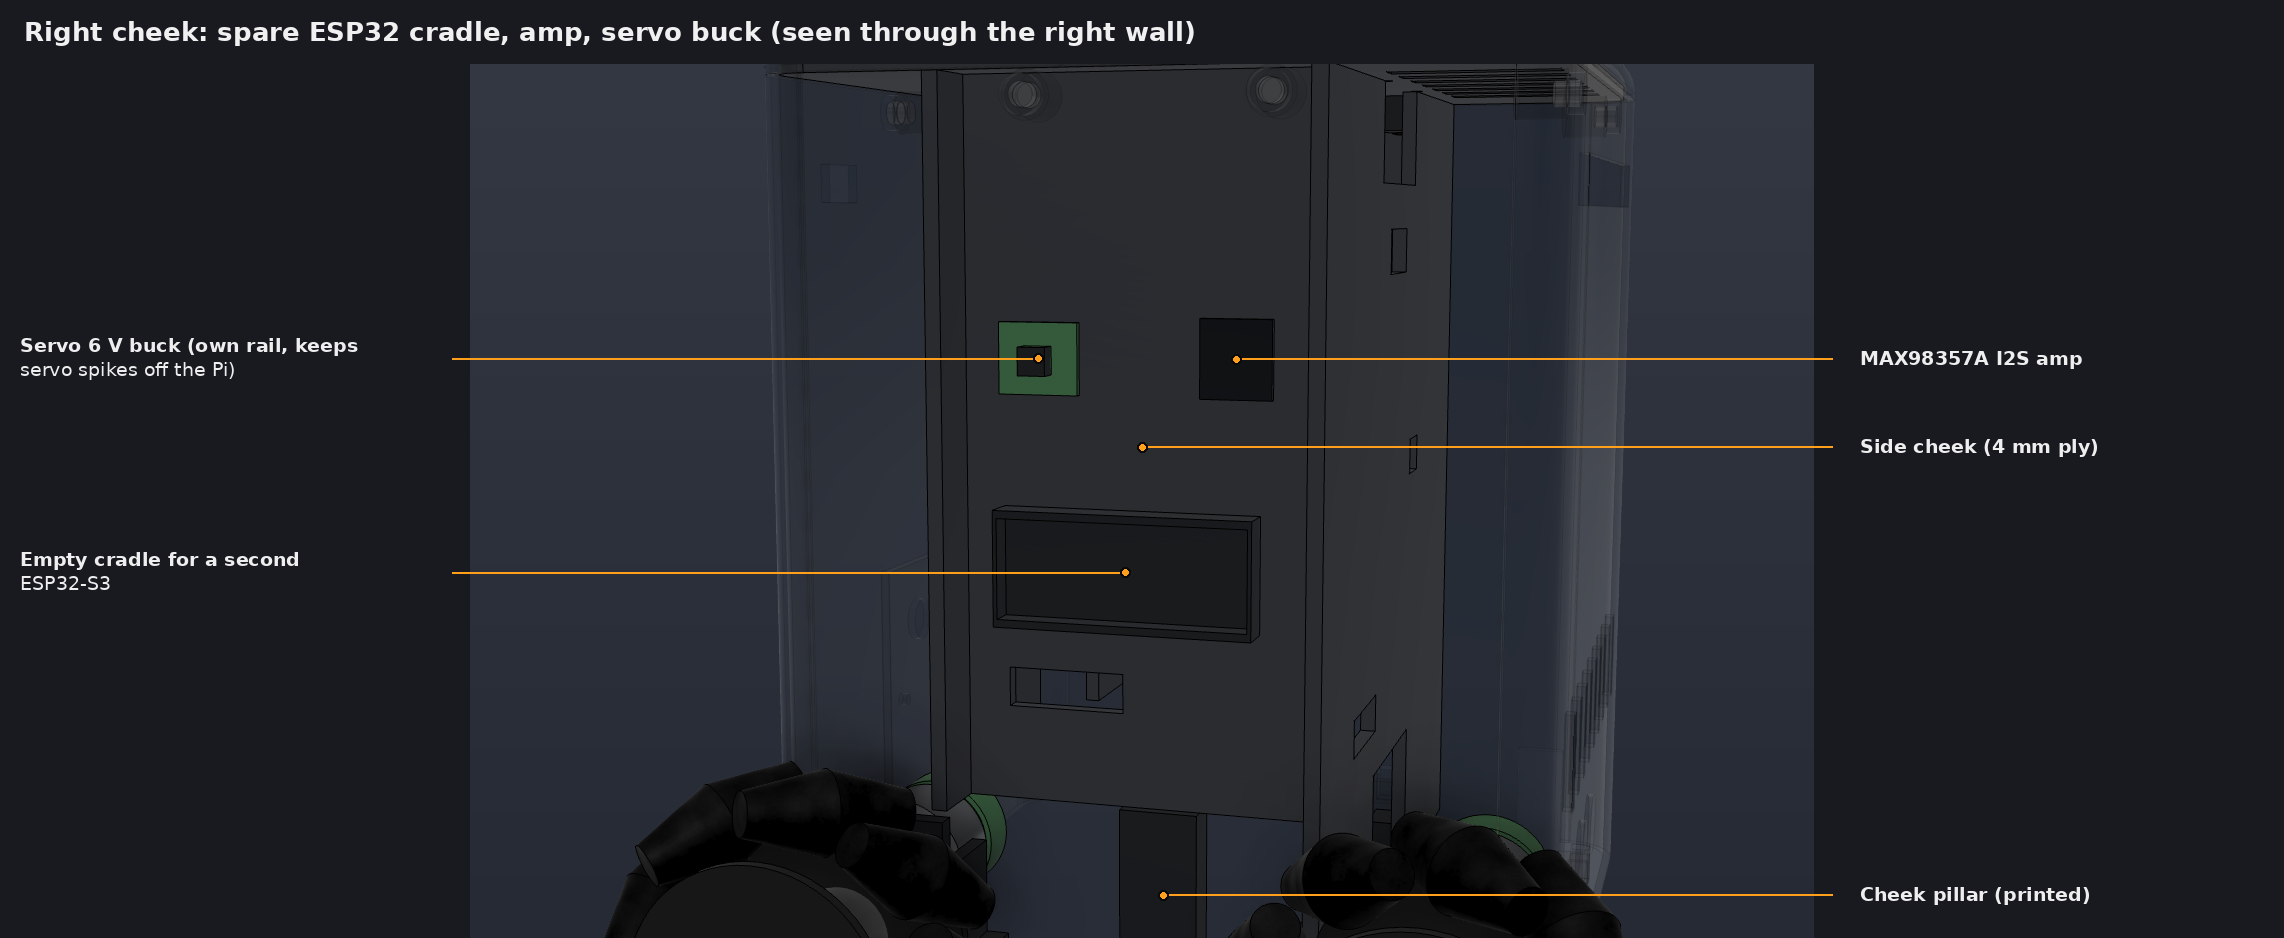 Right cheek: spare ESP32 cradle, amp, servo buck (seen through the right wall)
Servo 6 V buck (own rail, keeps
servo spikes off the Pi)
MAX98357A I2S amp
Side cheek (4 mm ply)
Empty cradle for a second
ESP32-S3
Cheek pillar (printed)